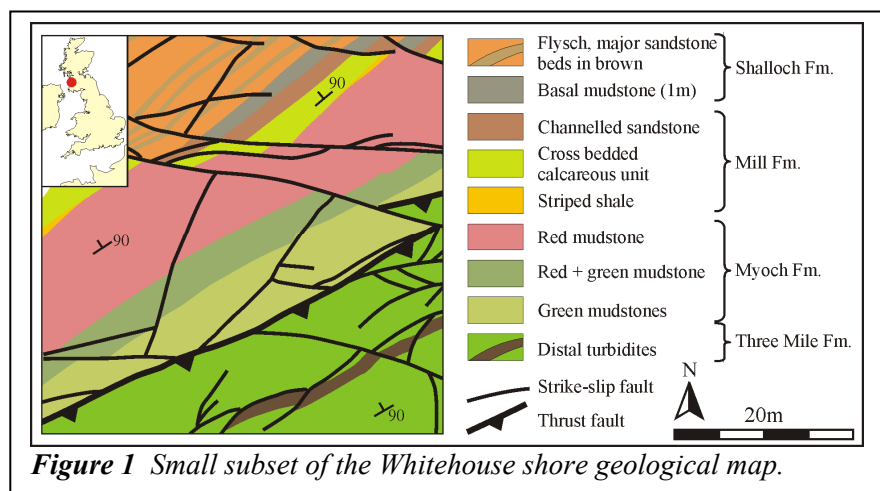 90
90
90
Flysch, major sandstone
beds in brown
Basal mudstone (1m)
Shalloch Fm.
Channelled sandstone
Cross bedded
calcareous unit
Striped shale
Mill Fm.
Red mudstone
Red + green mudstone
Green mudstones
Myoch Fm.
Distal turbidites
Three Mile Fm.
Strike-slip fault
Thrust fault
N
20m
Figure 1 Small subset of the Whitehouse shore geological map.